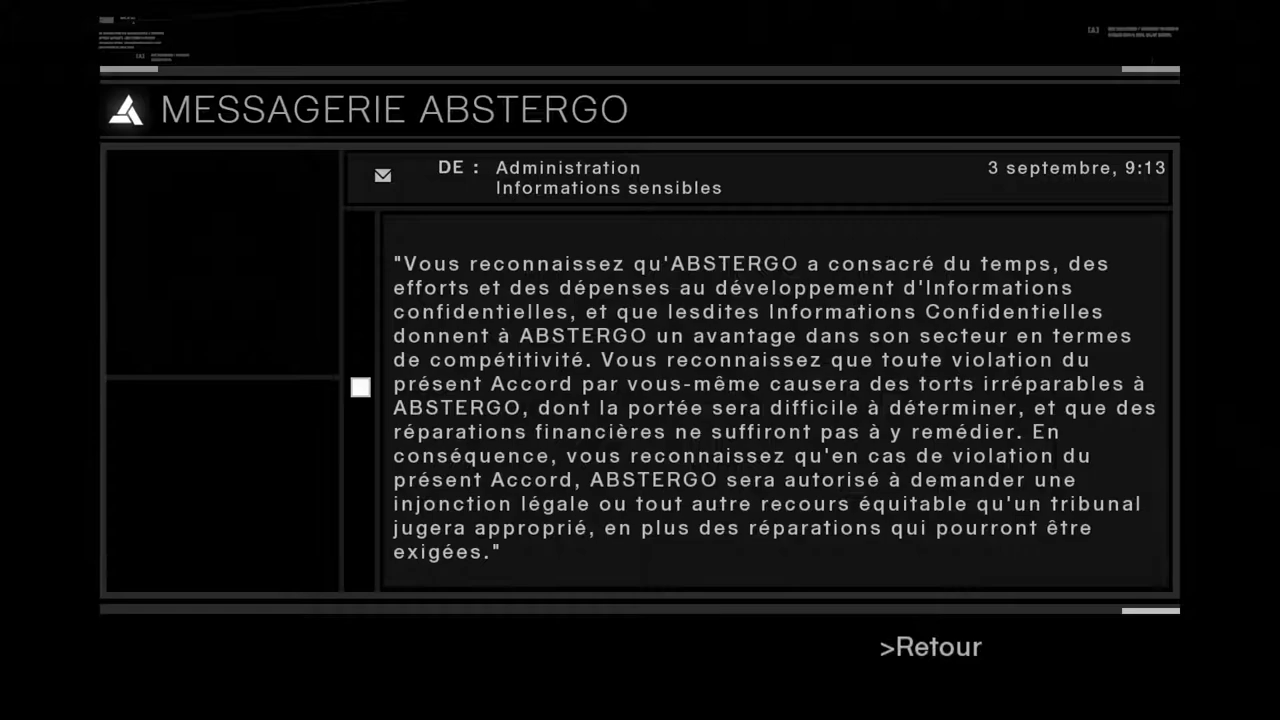 MESSAGERIE ABSTERGO
DE : Administration
3 septembre, 9:13
Informations sensibles
"Vous reconnaissez qu'ABSTERGO a consacré du temps, des
efforts et des dépenses au développement d'Informations
confidentielles, et que lesdites Informations Confidentielles
donnent à ABSTERGO un avantage dans son secteur en termes
de compétitivité. Vous reconnaissez que toute violation du
présent Accord par vous-même causera des torts irréparables à
ABSTERGO, dont la portée sera difficile à déterminer, et que des
réparations financières ne suffiront pas à y remédier. En
conséquence, vous reconnaissez qu'en cas de violation du
présent Accord, ABSTERGO sera autorisé à demander une
injonction légale ou tout autre recours équitable qu'un tribunal
jugera approprié, en plus des réparations qui pourront être
exigées."
>Retour